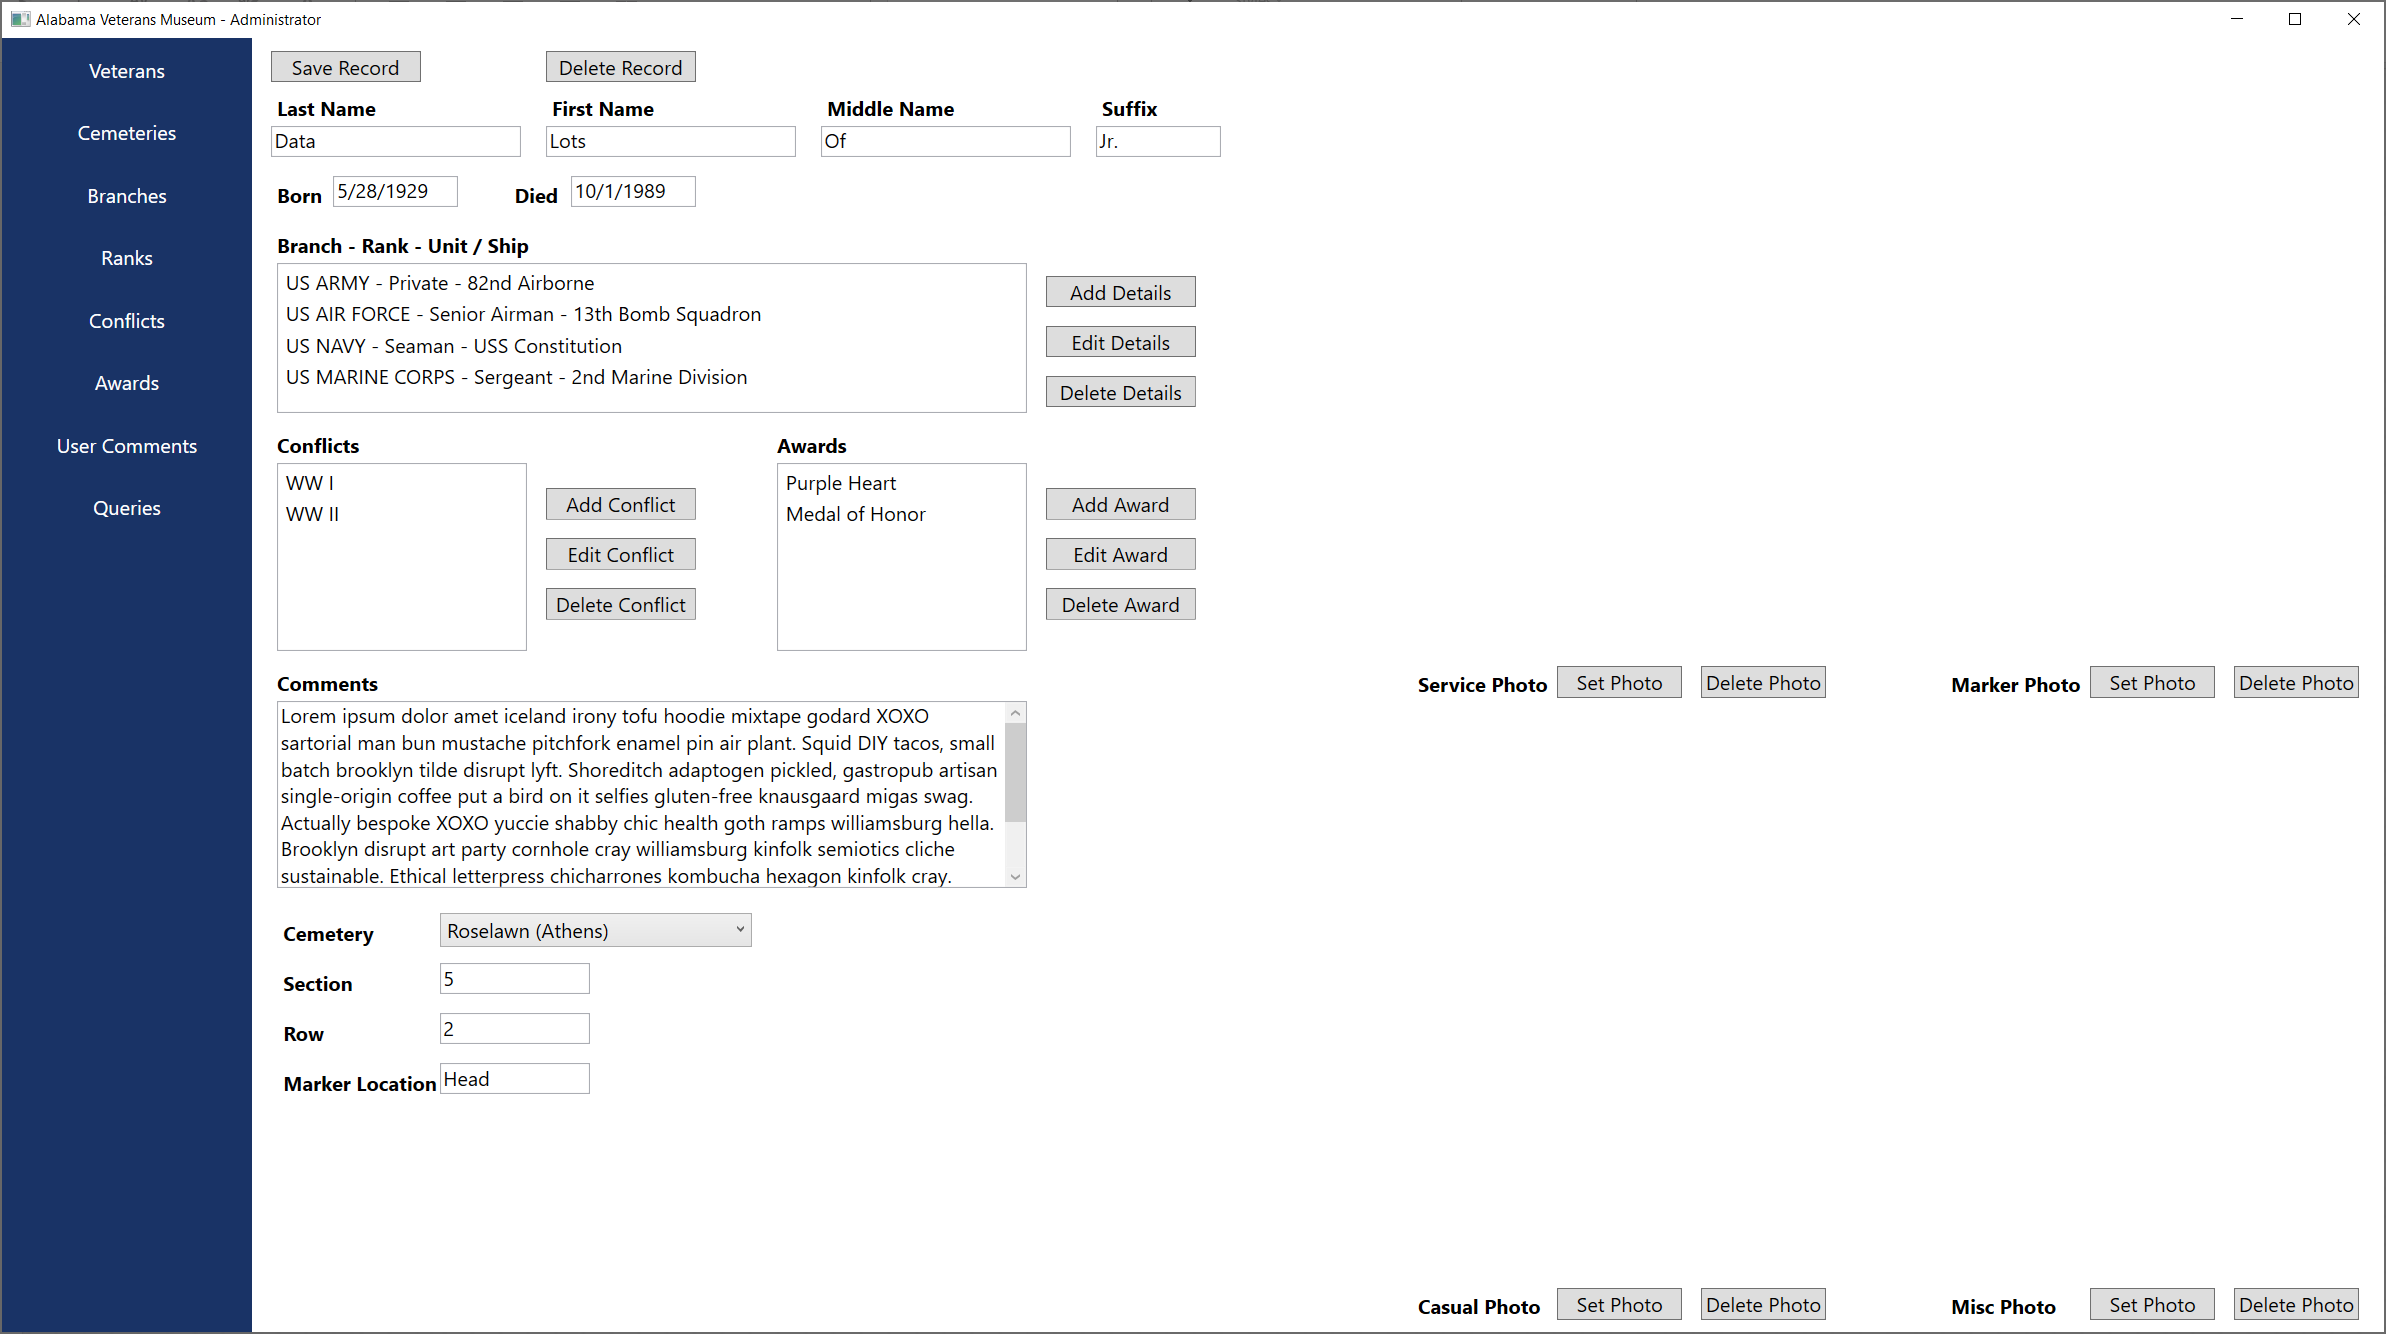 Alabama Veterans Museum - Administrator
Veterans
Cemeteries
Branches
Ranks
Conflicts
Awards
User Comments
Queries
Save Record
Delete Record
Last Name
First Name
Middle Name
Suffix
Data
Lots
Of
Jr.
Born
5/28/1929
Died
10/1/1989
Branch - Rank - Unit / Ship
US ARMY - Private - 82nd Airborne
US AIR FORCE - Senior Airman - 13th Bomb Squadron
US NAVY - Seaman - USS Constitution
US MARINE CORPS - Sergeant - 2nd Marine Division
Add Details
Edit Details
Delete Details
Conflicts
WW I
WW II
Add Conflict
Edit Conflict
Delete Conflict
Awards
Purple Heart
Medal of Honor
Add Award
Edit Award
Delete Award
Comments
Lorem ipsum dolor amet iceland irony tofu hoodie mixtape godard XOXO
sartorial man bun mustache pitchfork enamel pin air plant. Squid DIY tacos, small
batch brooklyn tilde disrupt lyft. Shoreditch adaptogen pickled, gastropub artisan
single-origin coffee put a bird on it selfies gluten-free knausgaard migas swag.
Actually bespoke XOXO yuccie shabby chic health goth ramps williamsburg hella.
Brooklyn disrupt art party cornhole cray williamsburg kinfolk semiotics cliche
sustainable. Ethical letterpress chicharrones kombucha hexagon kinfolk cray.
Cemetery
Roselawn (Athens)
Section
5
Row
2
Marker Location
Head
Service Photo
Set Photo
Delete Photo
Marker Photo
Set Photo
Delete Photo
Casual Photo
Set Photo
Delete Photo
Misc Photo
Set Photo
Delete Photo